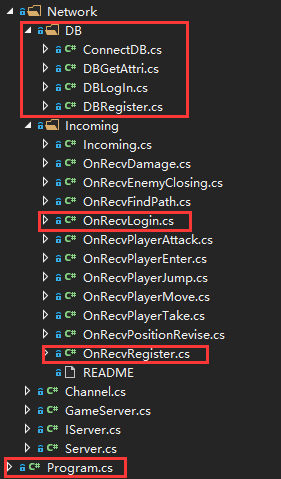 Network
DB
C# ConnectDB.cs
C# DBGetAttri.cs
C# DBLogIn.cs
C# DBRegister.cs
Incoming
C# Incoming.cs
C# OnRecvDamage.cs
C# OnRecvEnemyClosing.cs
C# OnRecvFindPath.cs
C# OnRecvLogin.cs
C# OnRecvPlayerAttack.cs
C# OnRecvPlayerEnter.cs
C# OnRecvPlayerJump.cs
C# OnRecvPlayerMove.cs
C# OnRecvPlayerTake.cs
C# OnRecvPositionRevise.cs
C# OnRecvRegister.cs
README
C# Channel.cs
C# GameServer.cs
C# IServer.cs
C# Server.cs
C# Program.cs